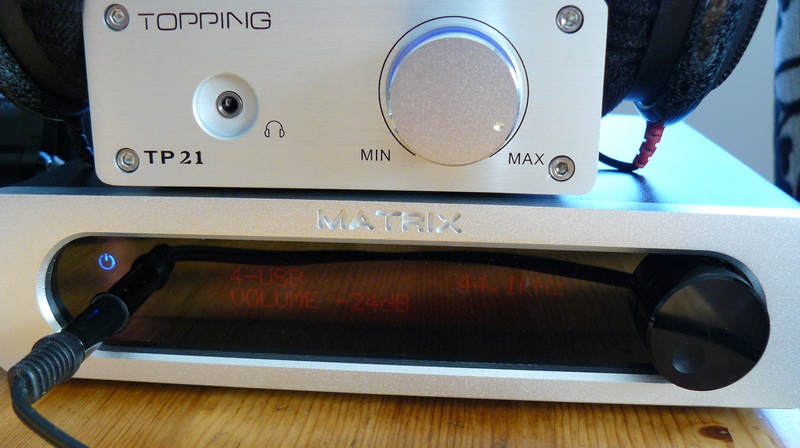 TOPPING
TP21
MIN
MAX
MATRIX
4-USB
44.1kHz
VOLUME -24dB